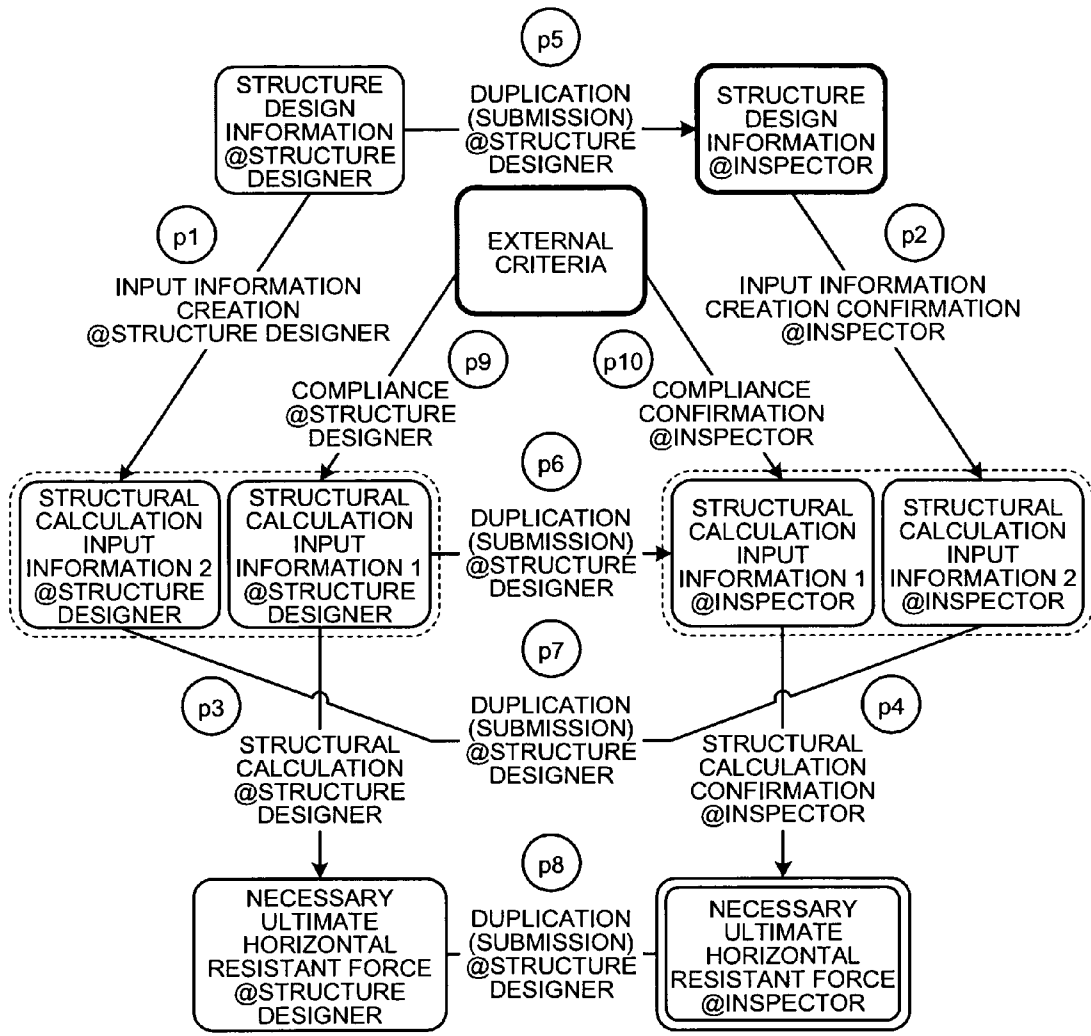 p5
STRUCTURE
DESIGN
INFORMATION
@STRUCTURE
DESIGNER
DUPLICATION
(SUBMISSION)
@STRUCTURE
DESIGNER
STRUCTURE
DESIGN
INFORMATION
@INSPECTOR
p1
EXTERNAL
CRITERIA
p2
INPUT INFORMATION
CREATION
@STRUCTURE DESIGNER
INPUT INFORMATION
CREATION CONFIRMATION
@INSPECTOR
p9
p10
COMPLIANCE
@STRUCTURE
DESIGNER
COMPLIANCE
CONFIRMATION
@INSPECTOR
p6
STRUCTURAL
CALCULATION
INPUT
INFORMATION 2
@STRUCTURE
DESIGNER
STRUCTURAL
CALCULATION
INPUT
INFORMATION 1
@STRUCTURE
DESIGNER
DUPLICATION
(SUBMISSION)
@STRUCTURE
DESIGNER
STRUCTURAL
CALCULATION
INPUT
INFORMATION 1
@INSPECTOR
STRUCTURAL
CALCULATION
INPUT
INFORMATION 2
@INSPECTOR
p7
p3
DUPLICATION
(SUBMISSION)
@STRUCTURE
DESIGNER
p4
STRUCTURAL
CALCULATION
@STRUCTURE
DESIGNER
STRUCTURAL
CALCULATION
CONFIRMATION
@INSPECTOR
p8
NECESSARY
ULTIMATE
HORIZONTAL
RESISTANT FORCE
@STRUCTURE
DESIGNER
DUPLICATION
(SUBMISSION)
@STRUCTURE
DESIGNER
NECESSARY
ULTIMATE
HORIZONTAL
RESISTANT FORCE
@INSPECTOR